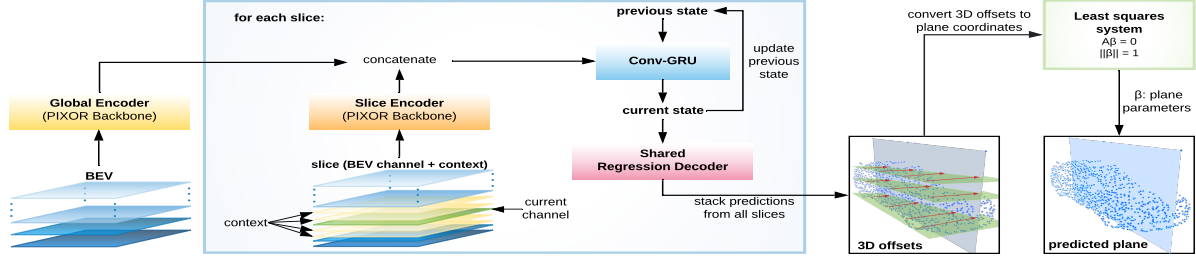 for each slice:
Global Encoder
(PIXOR Backbone)
BEV
concatenate
Slice Encoder
(PIXOR Backbone)
slice (BEV channel + context)
context
current
channel
previous state
Conv-GRU
current state
update
previous
state
Shared
Regression Decoder
stack predictions
from all slices
3D offsets
convert 3D offsets to
plane coordinates
Least squares
system
Aβ = 0
||β|| = 1
β: plane
parameters
predicted plane